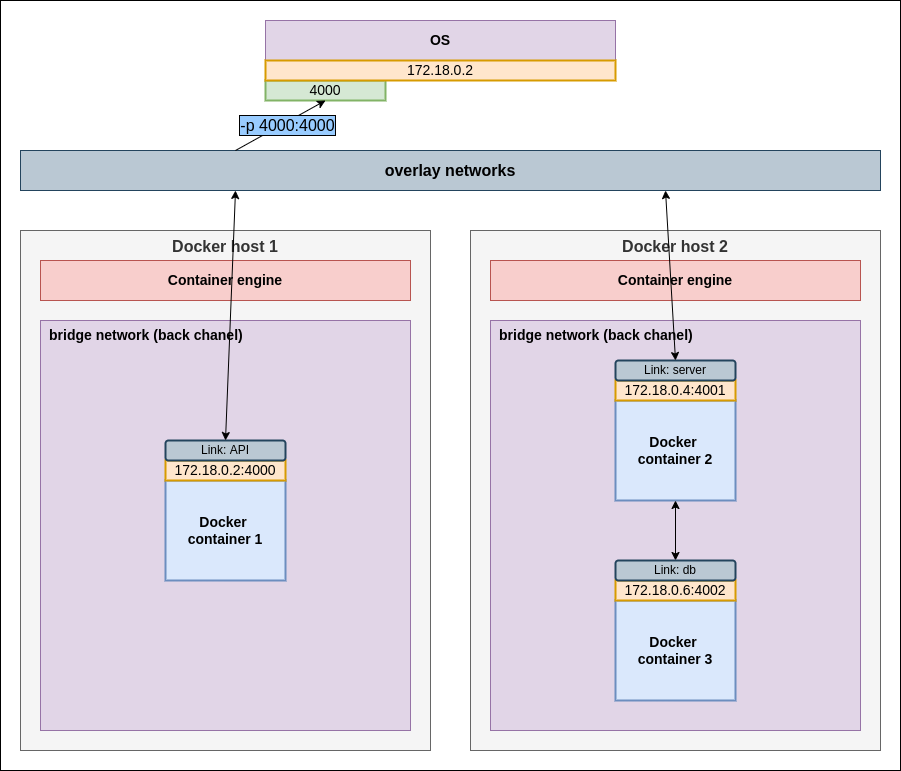 OS
172.18.0.2
4000
-p 4000:4000
overlay networks
Docker host 1
Container engine
bridge network (back chanel)
Link: API
172.18.0.2:4000
Docker
container 1
Docker host 2
Container engine
bridge network (back chanel)
Link: server
172.18.0.4:4001
Docker
container 2
Link: db
172.18.0.6:4002
Docker
container 3